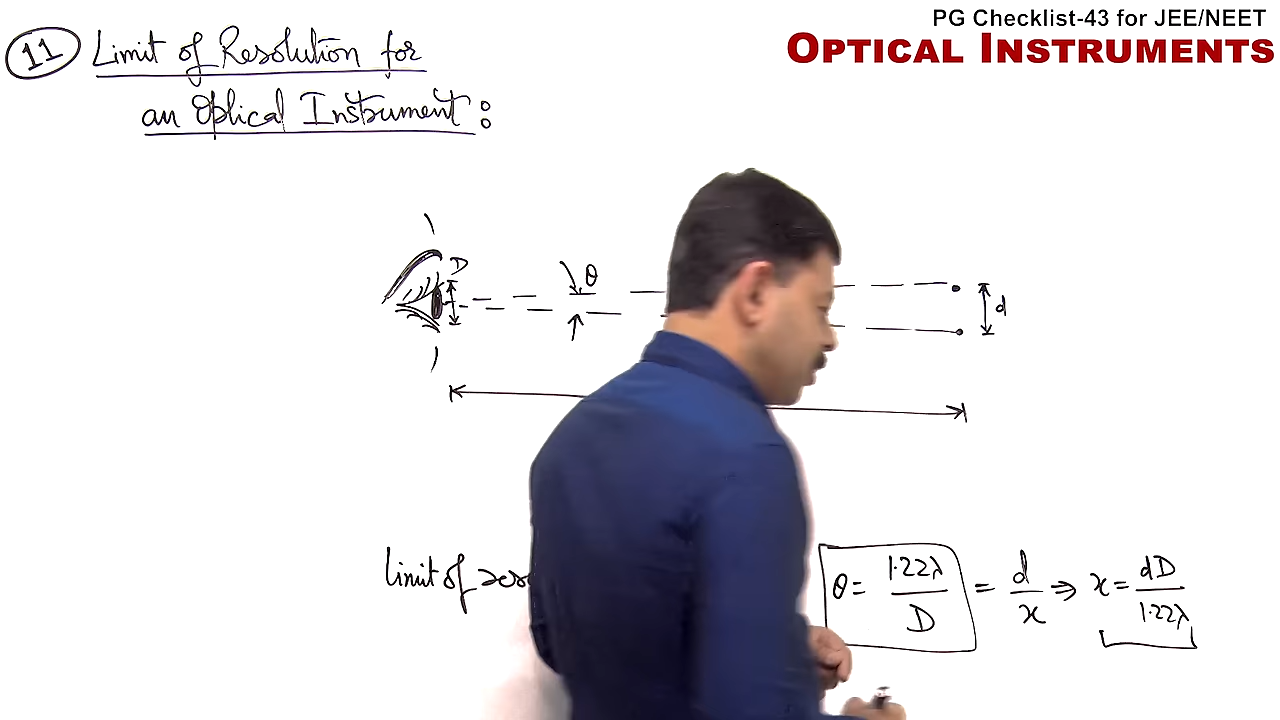 PG Checklist-43 for JEE/NEET
OPTICAL INSTRUMENTS
11 Limit of Resolution for
an Optical Instrument:
D
θ
d
limit of
θ = 1.22λ/D = d/x ⇒ x = dD/1.22λ